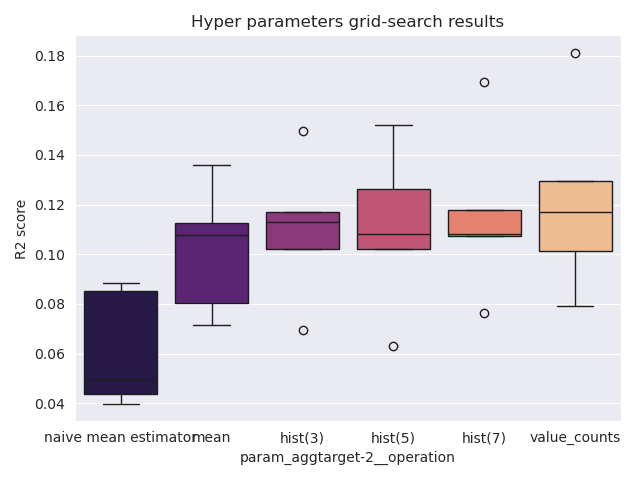 Hyper parameters grid-search results
0.18
0.16
0.14
0.12
0.10
0.08
0.06
0.04
R2 score
naive mean estimator mean hist(3) hist(5) hist(7) value_counts
param_aggtarget-2__operation